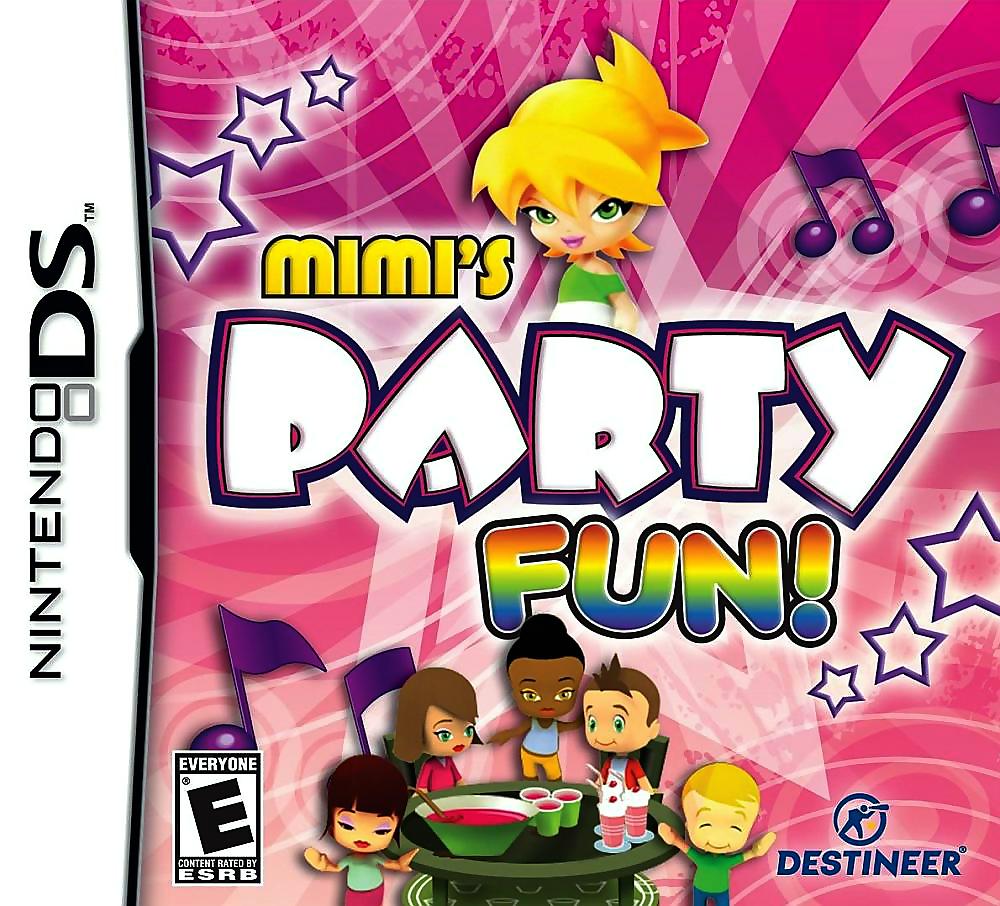 NINTENDO DS™
MIMI'S
PARTY
FUN!
EVERYONE
®
E
CONTENT RATED BY
ESRB
DESTINEER®